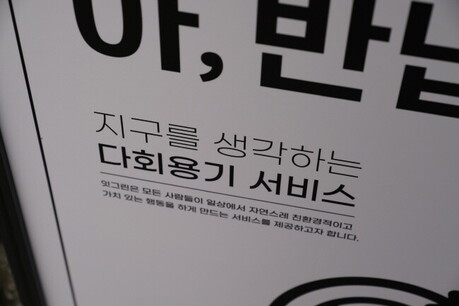 아, 반납
지구를 생각하는
다회용기 서비스
잇그린은 모든 사람들이 일상에서 자연스레 친환경적이고
가치 있는 행동을 하게 만드는 서비스를 제공하고자 합니다.